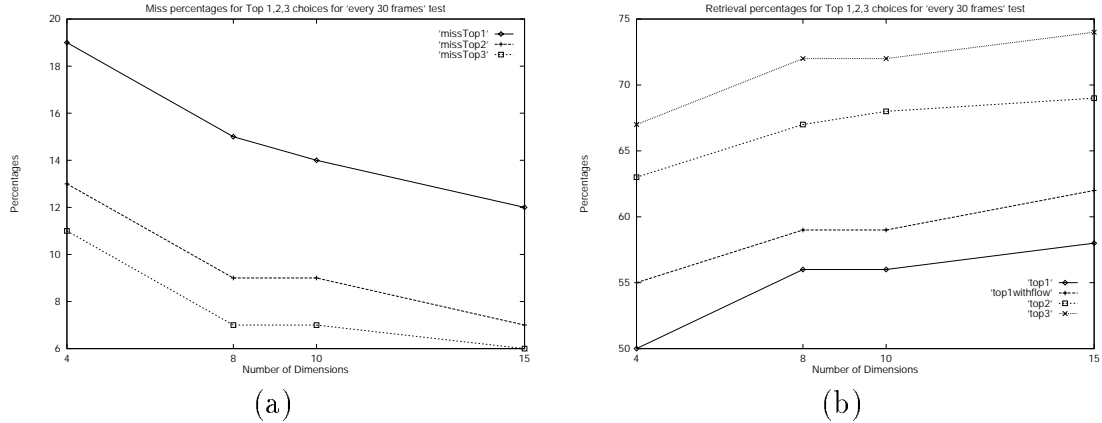 Miss percentages for Top 1,2,3 choices for 'every 30 frames' test
20
18
16
14
12
10
8
6
Percentages
'missTop1'
'missTop2'
'missTop3'
4
8
10
15
Number of Dimensions
(a)
Retrieval percentages for Top 1,2,3 choices for 'every 30 frames' test
75
70
65
60
55
50
Percentages
'top1'
'top1withflow'
'top2'
'top3'
4
8
10
15
Number of Dimensions
(b)